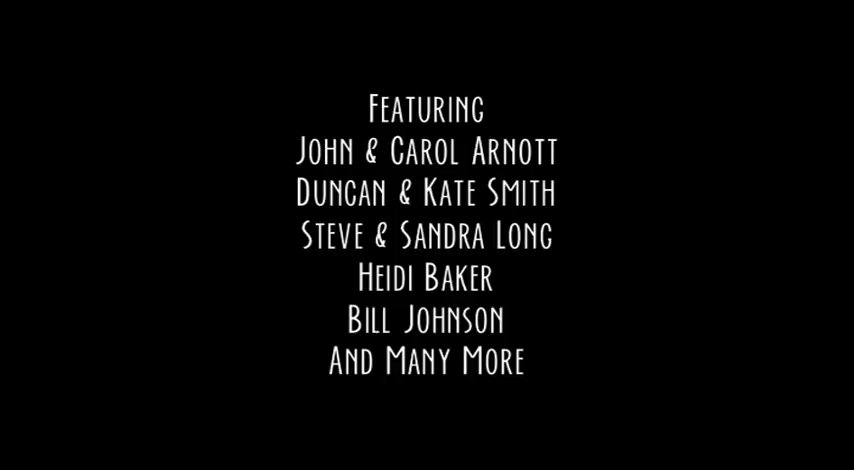 Featuring
John & Carol Arnott
Duncan & Kate Smith
Steve & Sandra Long
Heidi Baker
Bill Johnson
And Many More